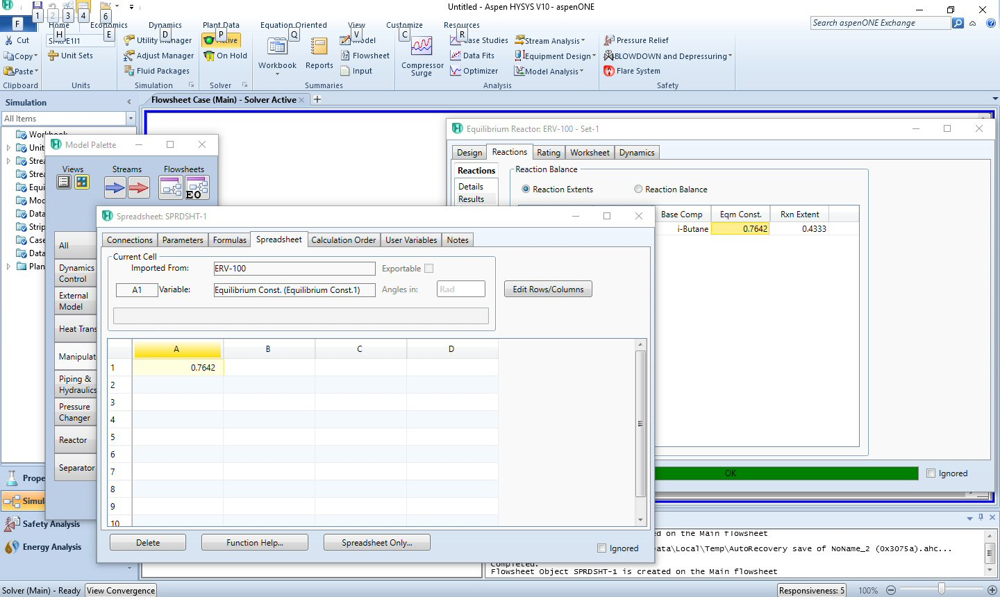 Untitled - Aspen HYSYS V10 - aspenONE
1 2 3 4 6
F Home Economics Dynamics Plant Data Equation Oriented View Customize Resources
Search aspenONE Exchange
H E D P Q V C R
Cut
Copy
Paste
Clipboard
Unit Sets
Units
Utility Manager
Adjust Manager
Fluid Packages
Simulation
Active
On Hold
Solver
Workbook
Reports
Model
Flowsheet
Input
Summaries
Compressor
Surge
Case Studies
Data Fits
Optimizer
Stream Analysis
Equipment Design
Model Analysis
Analysis
Pressure Relief
BLOWDOWN and Depressuring
Flare System
Safety
Simulation
All Items
Flowsheet Case (Main) - Solver Active
Workbook
Unit
Strea
Strea
Equi
Mod
Data
Strip
Case
Data
Plan
Prope
Simul
Safety Analysis
Energy Analysis
Model Palette
Views Streams Flowsheets
EO
All
Dynamics
Control
External
Model
Heat Trans
Manipulat
Piping &
Hydraulics
Pressure
Changer
Reactor
Separator
Equilibrium Reactor: ERV-100 - Set-1
Design Reactions Rating Worksheet Dynamics
Reactions
Details
Results
Reaction Balance
Reaction Extents Reaction Balance
Base Comp Eqm Const. Rxn Extent
i-Butane 0.7642 0.4333
OK
Ignored
Spreadsheet: SPRDSHT-1
Connections Parameters Formulas Spreadsheet Calculation Order User Variables Notes
Current Cell
Imported From: ERV-100 Exportable
A1 Variable: Equilibrium Const. (Equilibrium Const.1) Angles in: Rad
Edit Rows/Columns
A B C D
1 0.7642
2
3
4
5
6
7
8
9
10
Delete Function Help... Spreadsheet Only...
Ignored
ed on the Main flowsheet
Data\Local\Temp\AutoRecovery save of NoName_2 (0x3075a).ahc...
Completed.
Flowsheet Object SPRDSHT-1 is created on the Main flowsheet
Solver (Main) - Ready View Convergence
Responsiveness: 5 100%